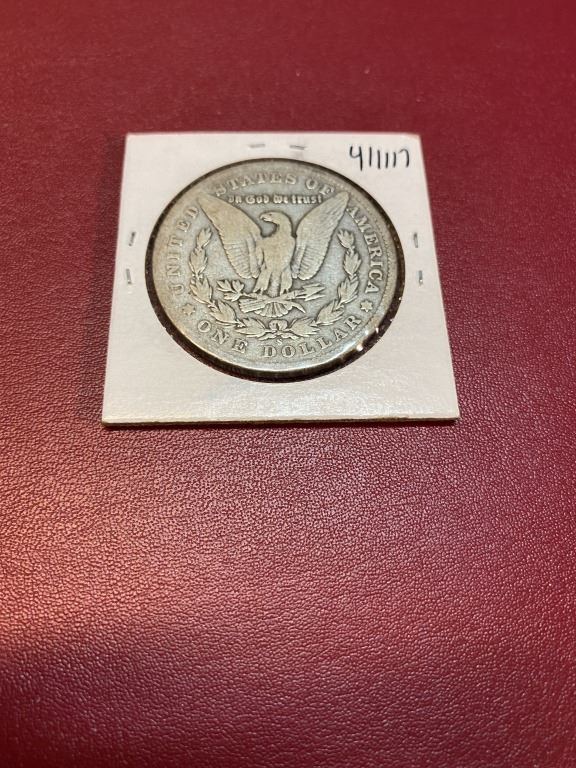 411117
UNITED STATES OF AMERICA
In God we trust
S
ONE DOLLAR